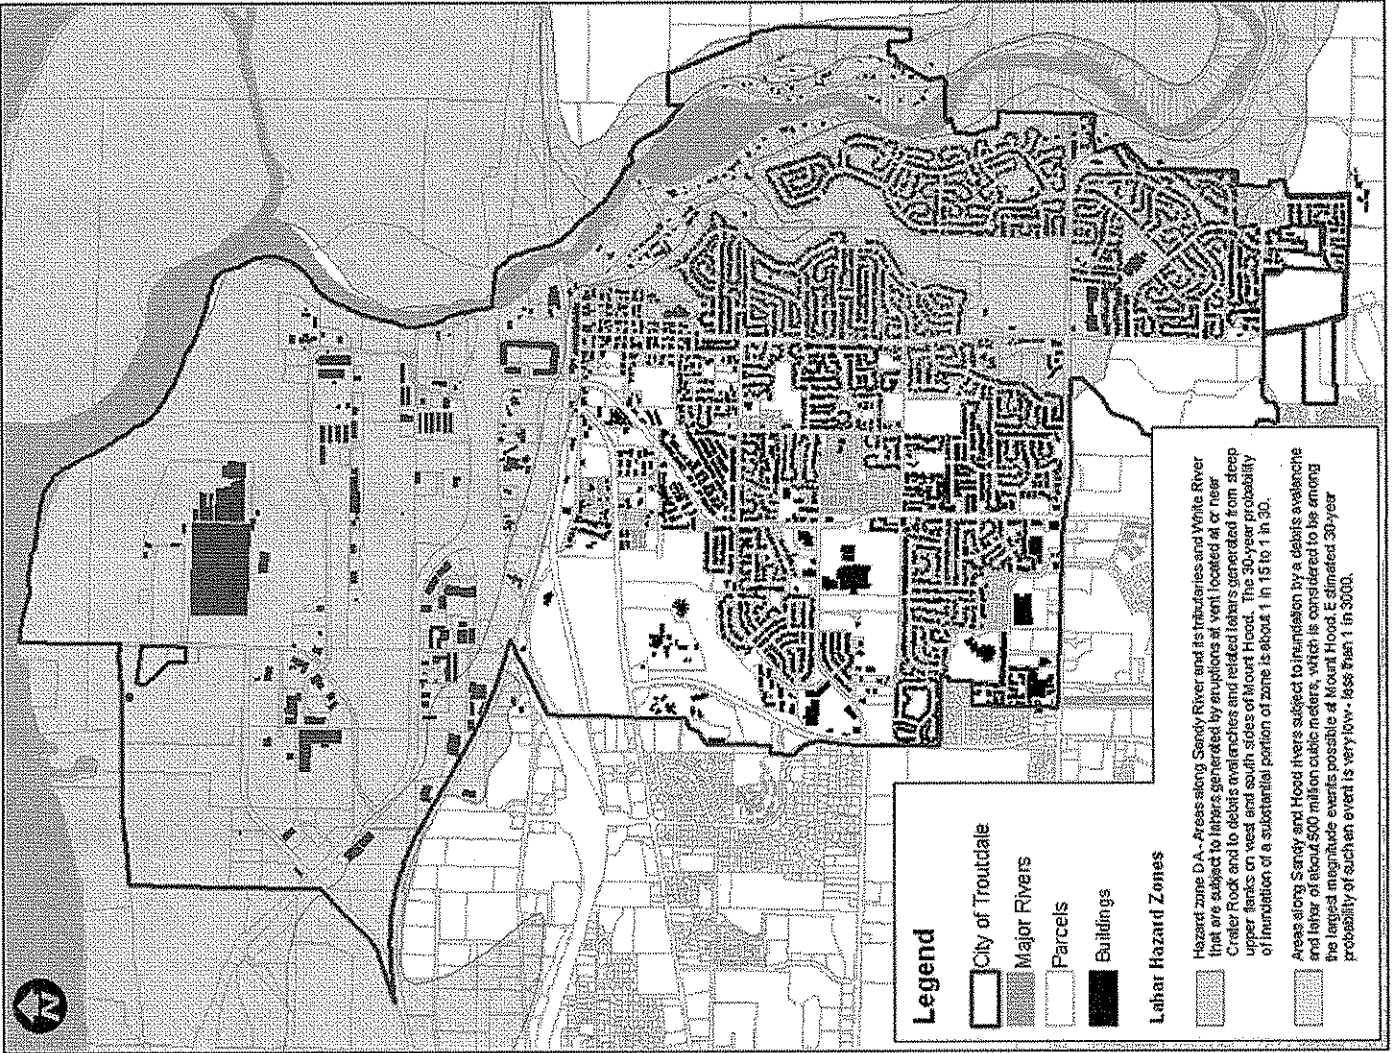 N
Legend
City of Troutdale
Major Rivers
Parcels
Buildings
Lahar Hazard Zones
Hazard zone DA - Areas along Sandy River and its tributaries and White River
that are subject to lahars generated by eruptions at vent located at or near
Crater Rock and to debris avalanches and related lahars generated from steep
upper flanks on west and south sides of Mount Hood. The 30-year probability
of inundation of a substantial portion of zone is about 1 in 15 to 1 in 30.
Areas along Sandy and Hood rivers subject to inundation by a debris avalanche
and lahar of about 500 million cubic meters, which is considered to be among
the largest magnitude events possible at Mount Hood. Estimated 30-year
probability of such an event is very low - less than 1 in 3000.